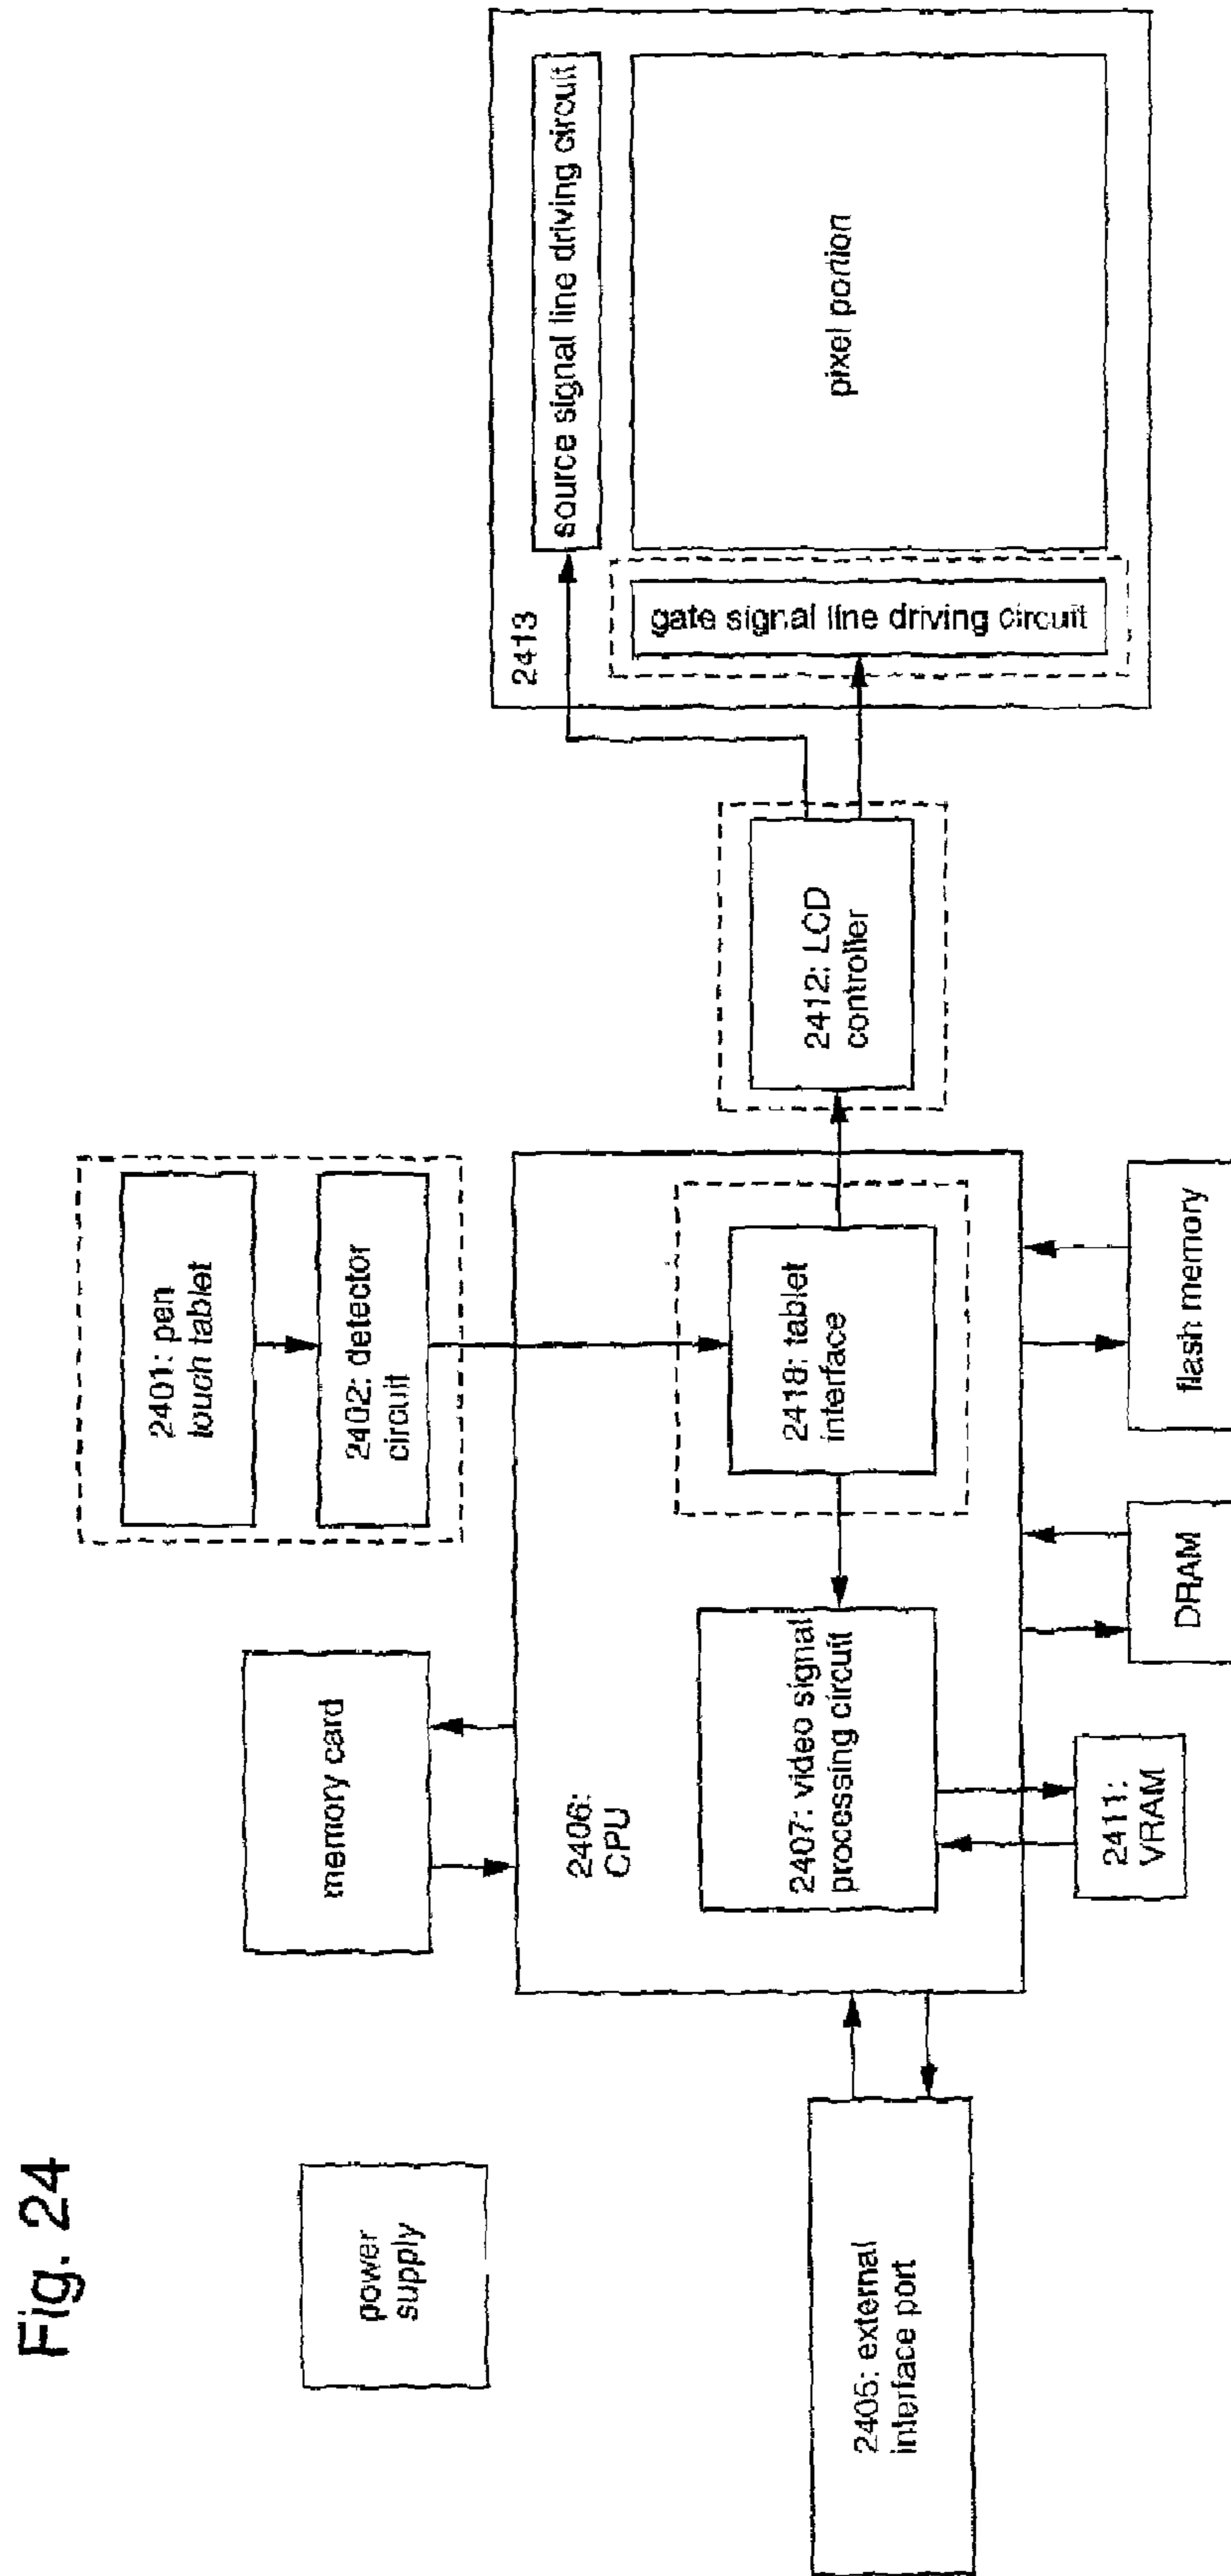 Fig. 24
power
supply
memory card
2401: pen
touch tablet
2402: detector
circuit
2405: external
interface port
2406:
CPU
2407: video signal
processing circuit
2418: tablet
interface
2411:
VRAM
DRAM
flash memory
2412: LCD
controller
2413
source signal line driving circuit
gate signal line driving circuit
pixel portion